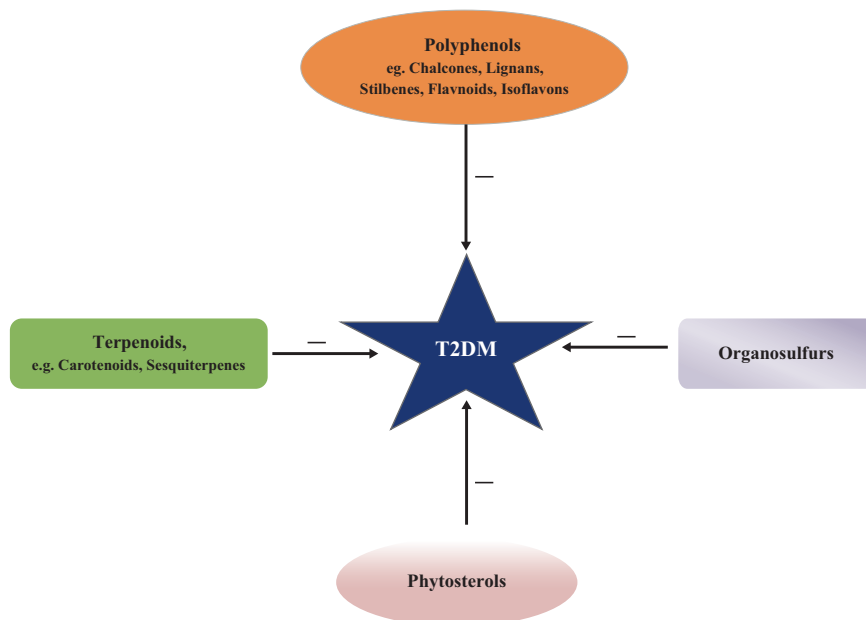 Polyphenols
eg. Chalcones, Lignans,
Stilbenes, Flavnoids, Isoflavons
—
Terpenoids,
e.g. Carotenoids, Sesquiterpenes
—
T2DM
—
Organosulfurs
—
Phytosterols